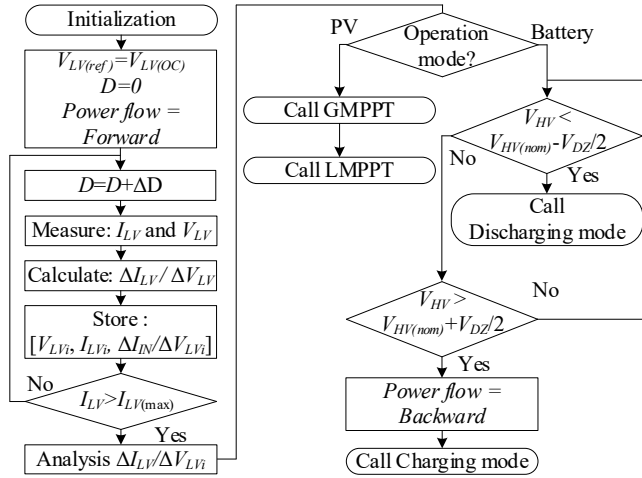 Initialization
V_LV(ref)=V_LV(OC)
D=0
Power flow =
Forward
D=D+ΔD
Measure: I_LV and V_LV
Calculate: ΔI_LV/ΔV_LV
Store :
[V_LVi, I_LVi, ΔI_IN/ΔV_LVi]
No
I_LV>I_LV(max)
Yes
Analysis ΔI_LV/ΔV_LVi
PV
Operation
mode?
Battery
Call GMPPT
Call LMPPT
V_HV <
V_HV(nom)-V_DZ/2
No
Yes
Call
Discharging mode
V_HV >
V_HV(nom)+V_DZ/2
No
Yes
Power flow =
Backward
Call Charging mode